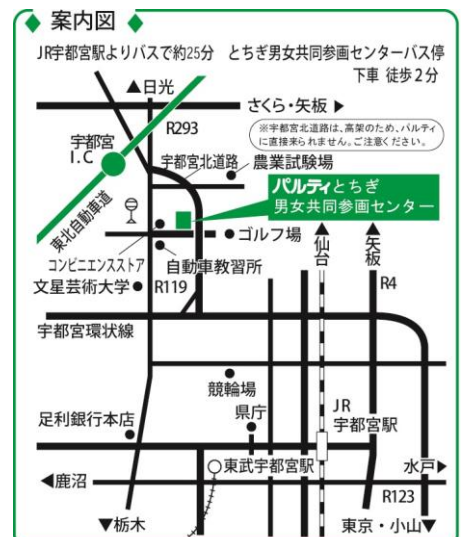 案内図
JR宇都宮駅よりバスで約25分 とちぎ男女共同参画センターバス停
下車 徒歩2分
▲日光
さくら・矢板▶
R293
※宇都宮北道路は、高架のため、パルティ
に直接来られません。ご注意ください。
宇都宮
I.C
宇都宮北道路
農業試験場
東北自動車道
パルティとちぎ
男女共同参画センター
ゴルフ場
▲仙台
▲矢板
コンビニエンスストア
自動車教習所
文星芸術大学
R119
R4
宇都宮環状線
競輪場
JR
宇都宮駅
県庁
足利銀行本店
東武宇都宮駅
水戸▶
◀鹿沼
R123
▼栃木
東京・小山▼